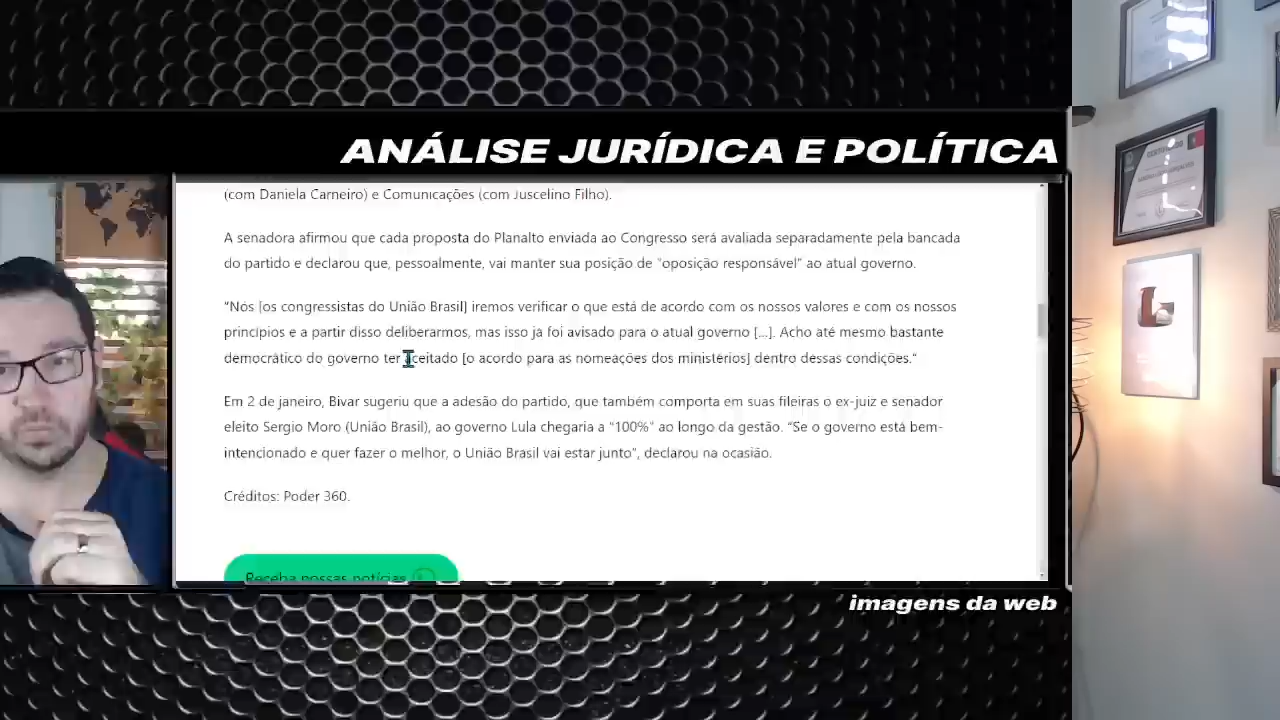 ANÁLISE JURÍDICA E POLÍTICA
(com Daniela Carneiro) e Comunicações (com Juscelino Filho).
A senadora afirmou que cada proposta do Planalto enviada ao Congresso será avaliada separadamente pela bancada
do partido e declarou que, pessoalmente, vai manter sua posição de "oposição responsável" ao atual governo.
"Nós [os congressistas do União Brasil] iremos verificar o que está de acordo com os nossos valores e com os nossos
princípios e a partir disso deliberarmos, mas isso já foi avisado para o atual governo [...]. Acho até mesmo bastante
democrático do governo ter aceitado [o acordo para as nomeações dos ministérios] dentro dessas condições."
Em 2 de janeiro, Bivar sugeriu que a adesão do partido, que também comporta em suas fileiras o ex-juiz e senador
eleito Sergio Moro (União Brasil), ao governo Lula chegaria a "100%" ao longo da gestão. "Se o governo está bem-
intencionado e quer fazer o melhor, o União Brasil vai estar junto", declarou na ocasião.
Créditos: Poder 360.
Receba nossas notícias
imagens da web
CERTIFICADO